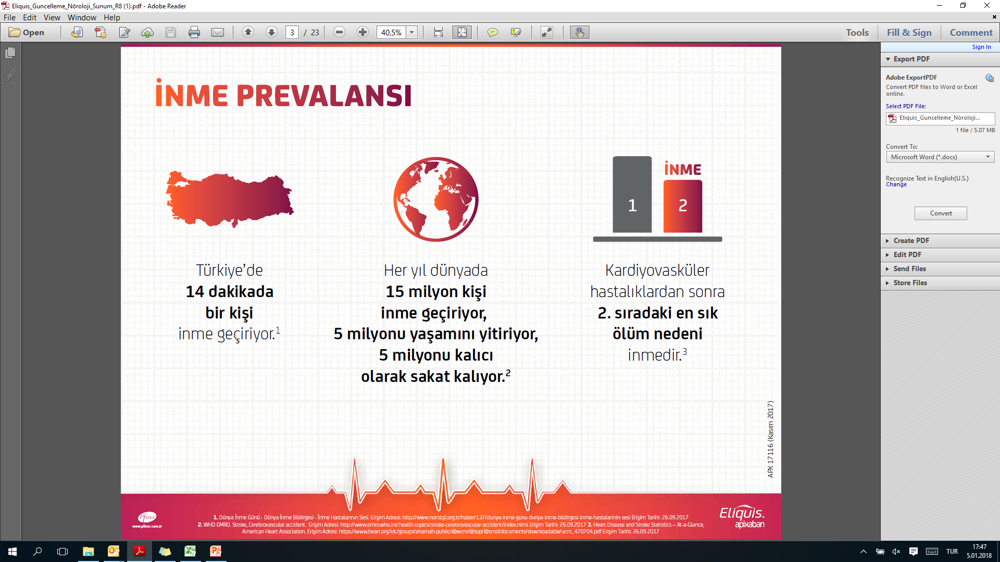 Eliquis_Guncelleme_Nöroloji_Sunum_R8 (1).pdf - Adobe Reader
File Edit View Window Help
Open 3 / 23 40,5% Tools Fill & Sign Comment
Sign In
Export PDF
Adobe ExportPDF
Convert PDF files to Word or Excel
online.
Select PDF File:
Eliquis_Guncelleme_Nöroloji...
1 file / 5.07 MB
Convert To:
Microsoft Word (*.docx)
Recognize Text in English(U.S.)
Change
Convert
Create PDF
Edit PDF
Send Files
Store Files
İNME PREVALANSI
Türkiye’de
14 dakikada
bir kişi
inme geçiriyor.1
Her yıl dünyada
15 milyon kişi
inme geçiriyor,
5 milyonu yaşamını yitiriyor,
5 milyonu kalıcı
olarak sakat kalıyor.2
İNME
1 2
Kardiyovasküler
hastalıklardan sonra
2. sıradaki en sık
ölüm nedeni
inmedir.3
APX 17116 (Kasım 2017)
Pfizer
www.pfizer.com.tr
1. Dünya İnme Günü - Dünya İnme Bildirgesi - İnme Hastalarının Sesi. Erişim Adresi: http://www.noroloji.org.tr/haber/137/dunya-inme-gunu-dunya-inme-bildirgesi-inme-hastalarinin-sesi Erişim Tarihi: 26.09.2017
2. WHO EMRO. Stroke, Cerebrovascular accident. Erişim Adresi: http://www.emro.who.int/health-topics/stroke-cerebrovascular-accident/index.html Erişim Tarihi: 26.09.2017 3. Heart Disease and Stroke Statistics – At-a-Glance,
American Heart Association. Erişim Adresi: https://www.heart.org/idc/groups/ahamah-public/@wcm/@sop/@smd/documents/downloadable/ucm_470704.pdf Erişim Tarihi: 26.09.2017
Eliquis™
apixaban
TUR
17:47
5.01.2018